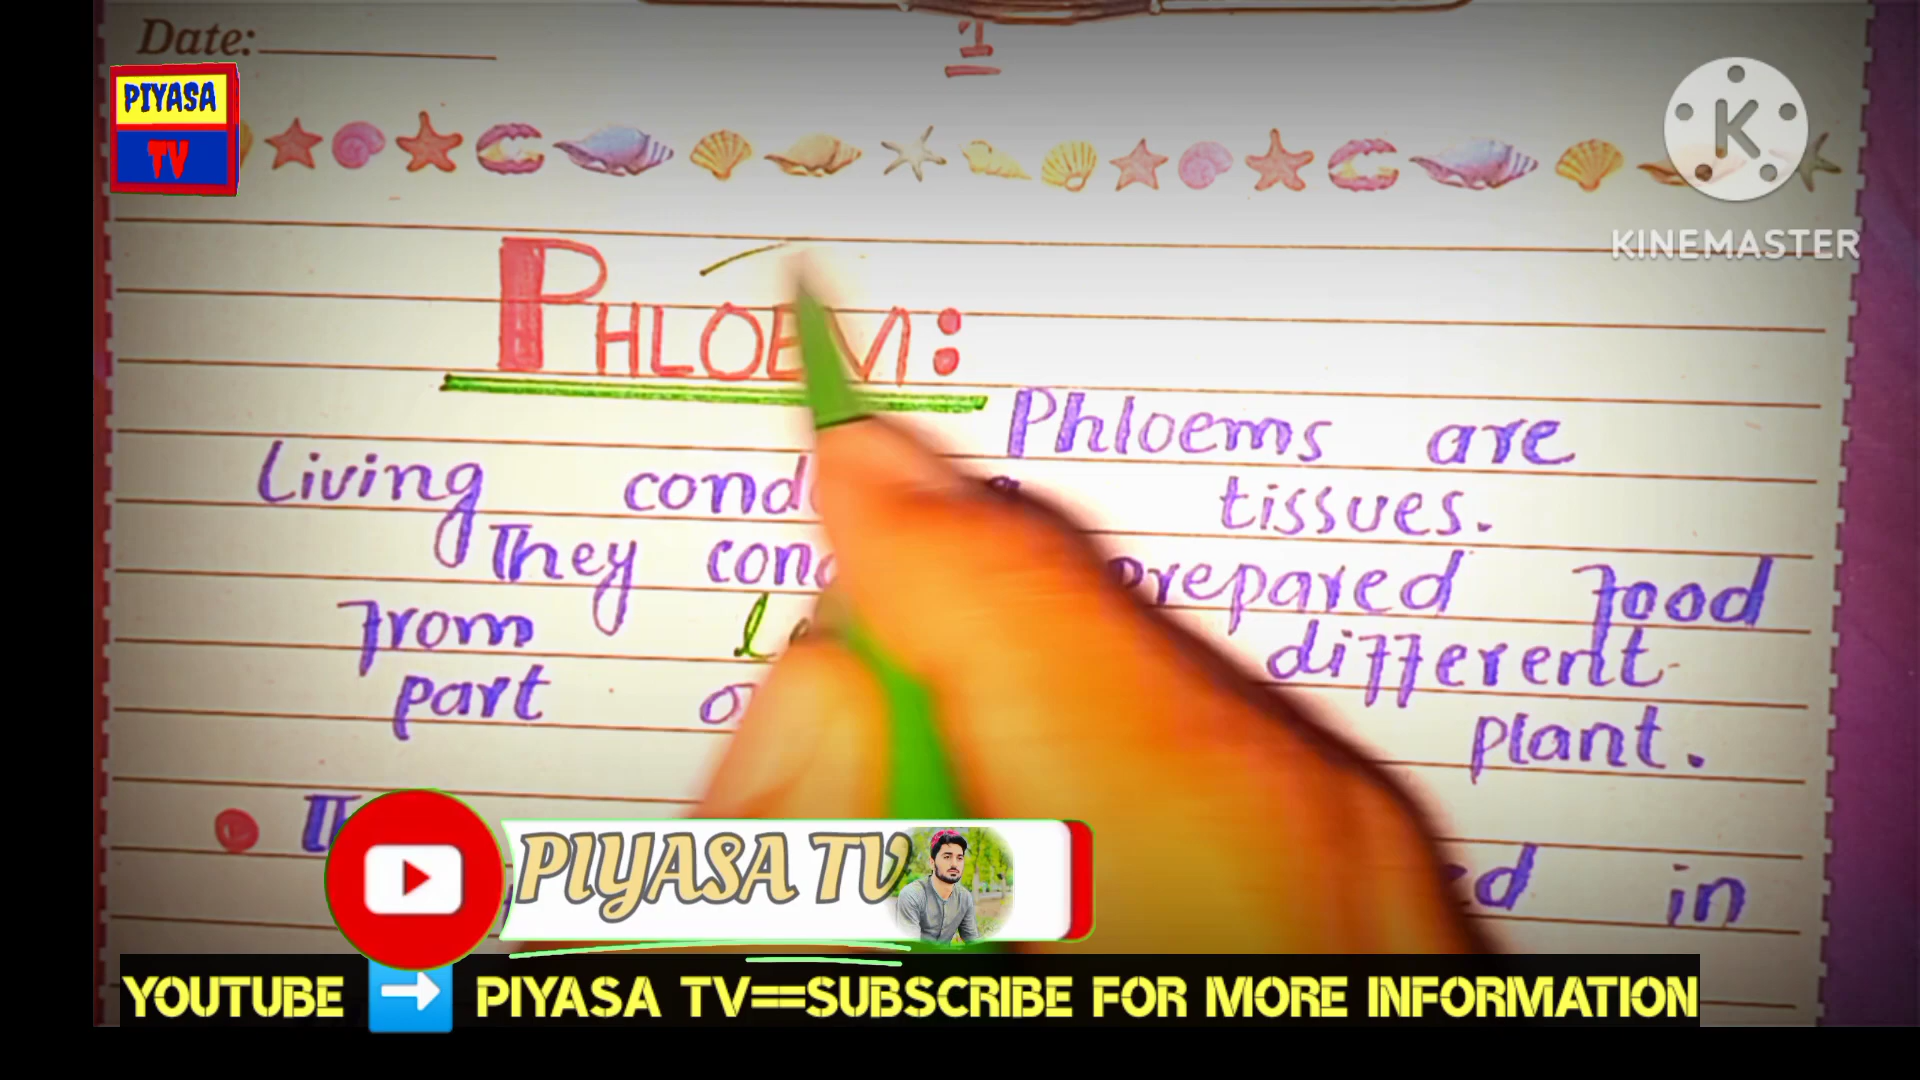 Date:
1
PIYASA
TV
K
KINEMASTER
PHLOEM:
Phloems are
Living tissues.
They prepared food
from different
part plant.
in
PIYASA TV
YOUTUBE ➡ PIYASA TV==SUBSCRIBE FOR MORE INFORMATION